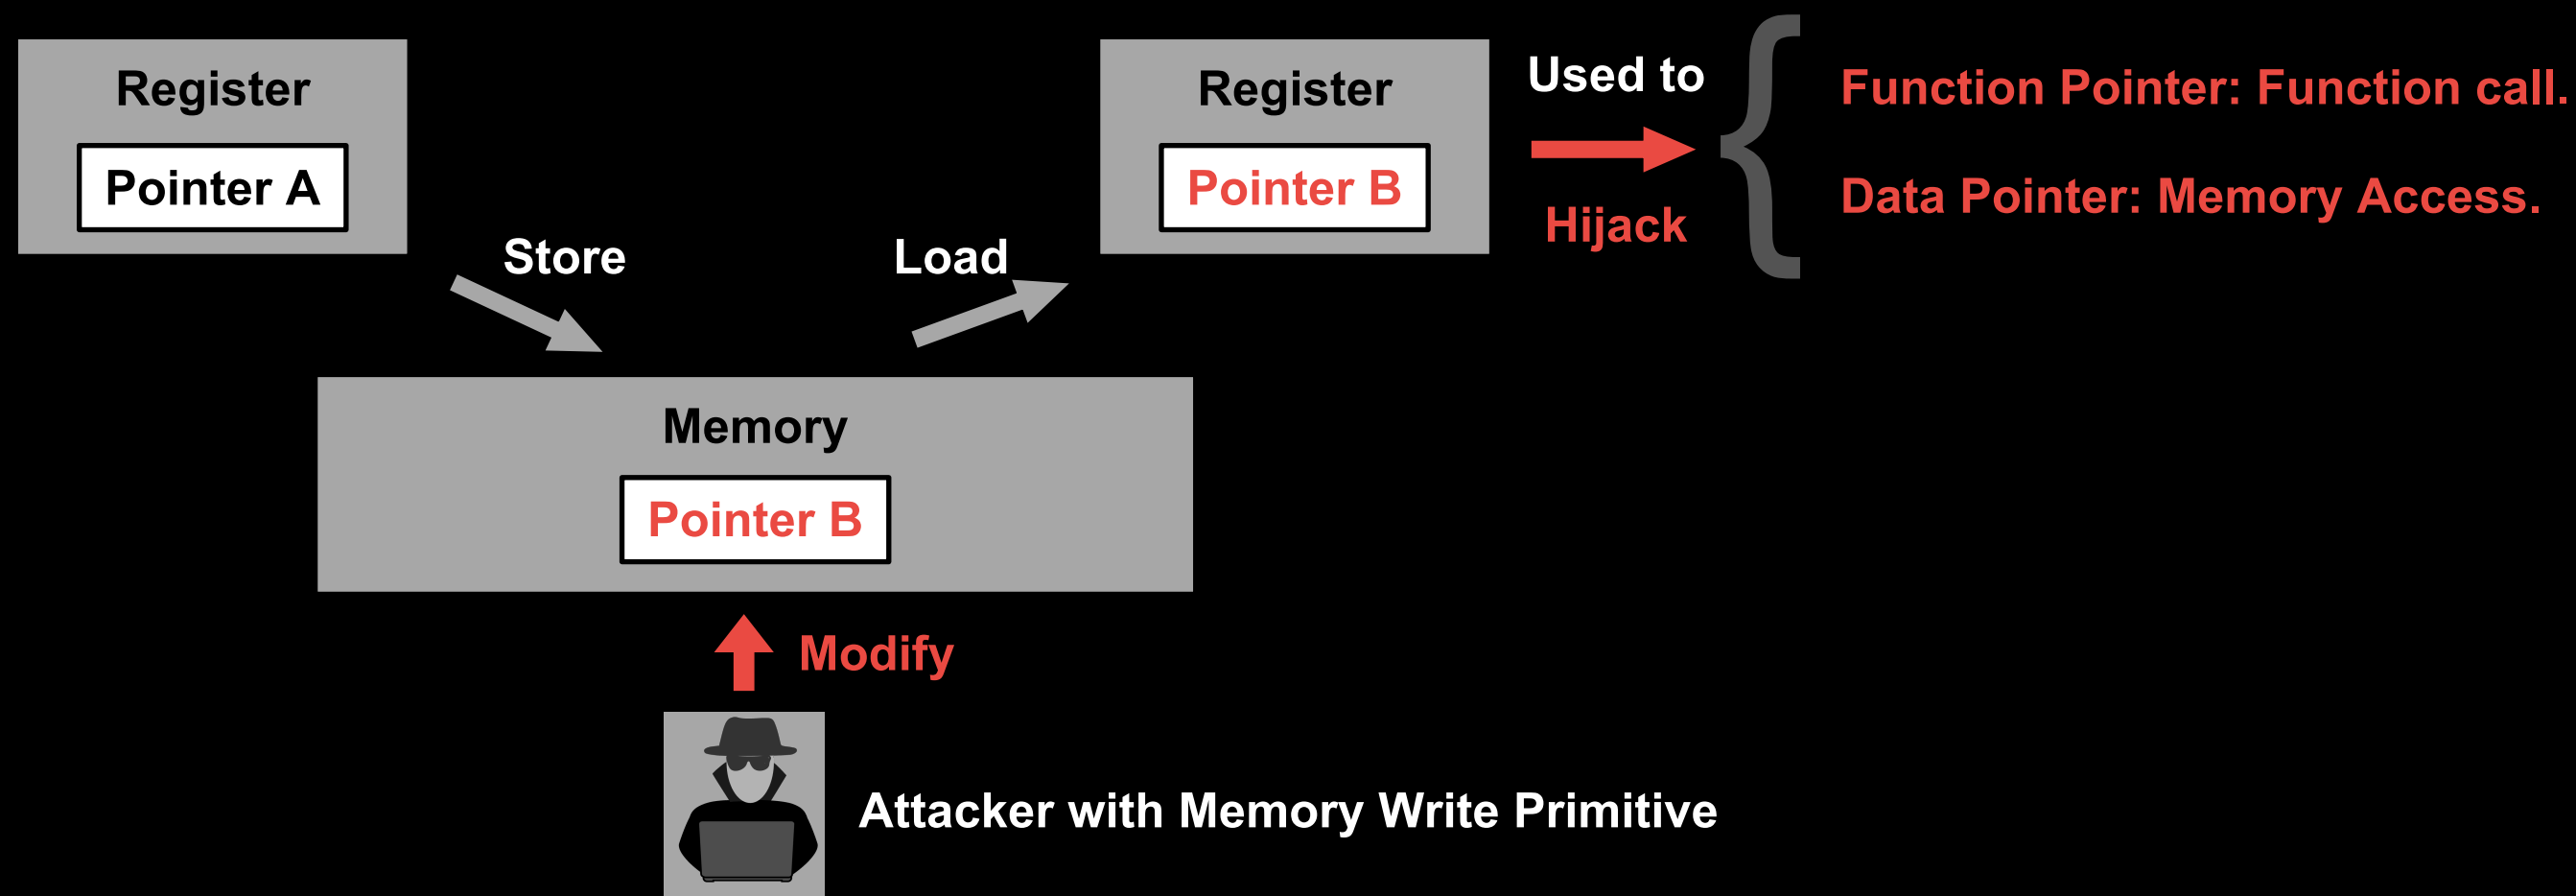 Register
Pointer A
Store
Load
Register
Pointer B
Used to
Hijack
Function Pointer: Function call.
Data Pointer: Memory Access.
Memory
Pointer B
Modify
Attacker with Memory Write Primitive